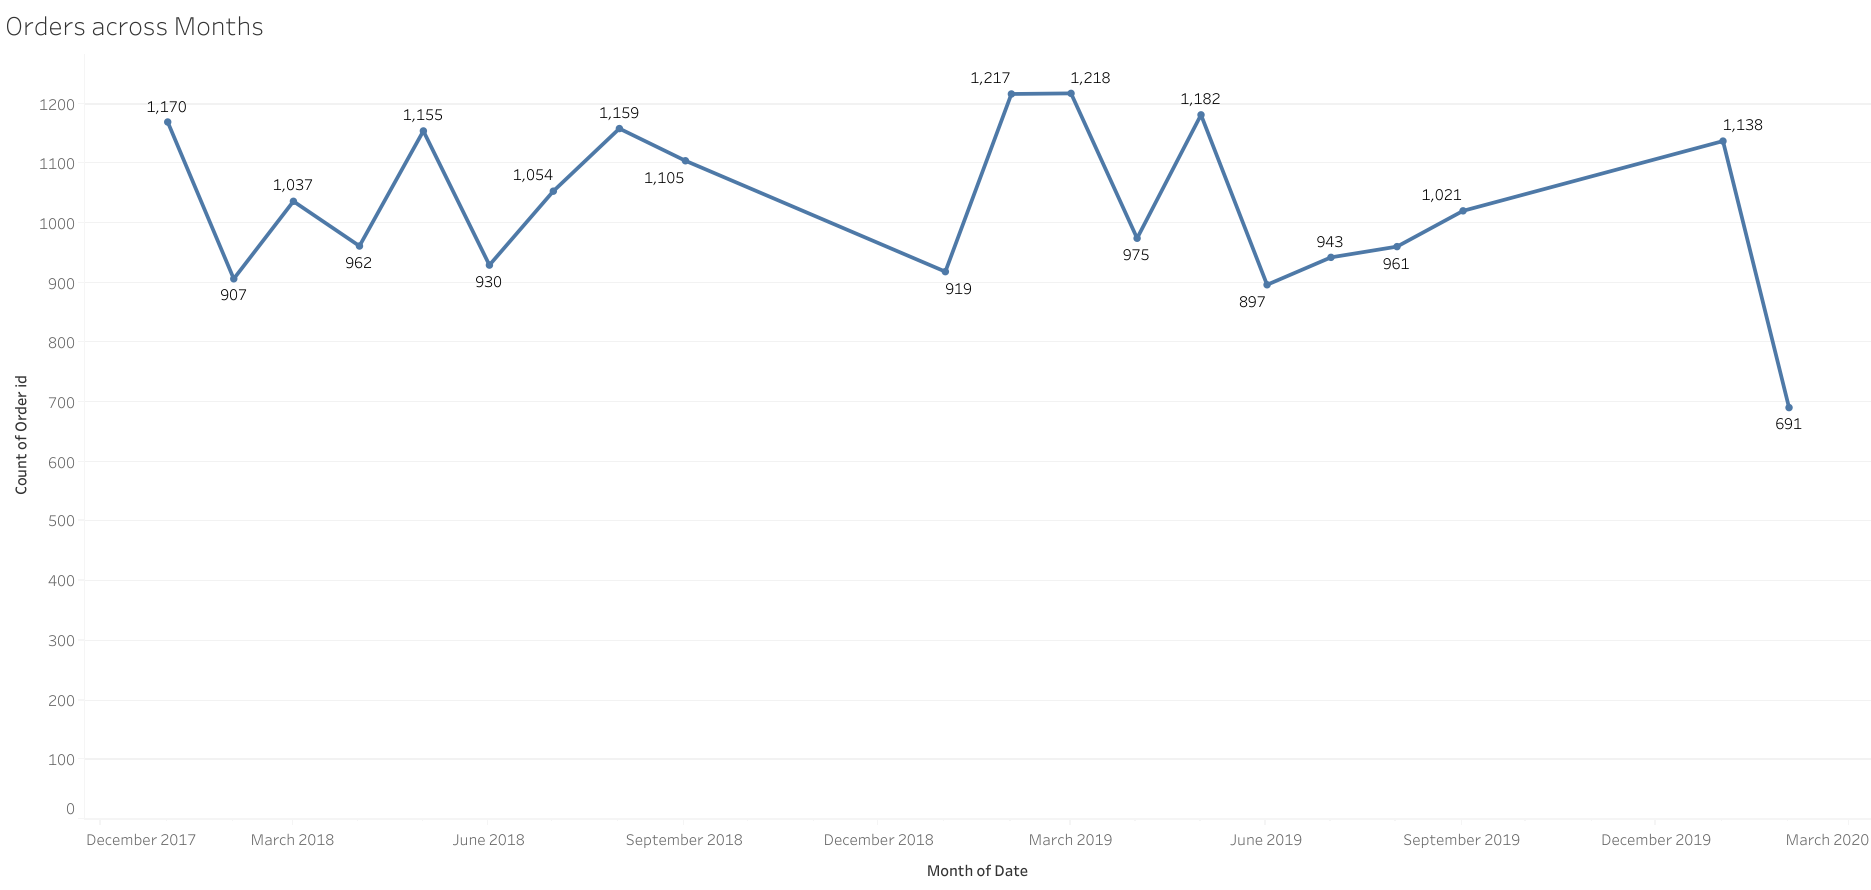 Orders across Months
1,217 1,218
1,170 1,155 1,159 1,182
1,138
1,054 1,105
1,037 1,021
962 930 975 943 961
907 919 897
691
1200
1100
1000
900
800
700
600
500
400
300
200
100
0
Count of Order id
December 2017 March 2018 June 2018 September 2018 December 2018 March 2019 June 2019 September 2019 December 2019 March 2020
Month of Date